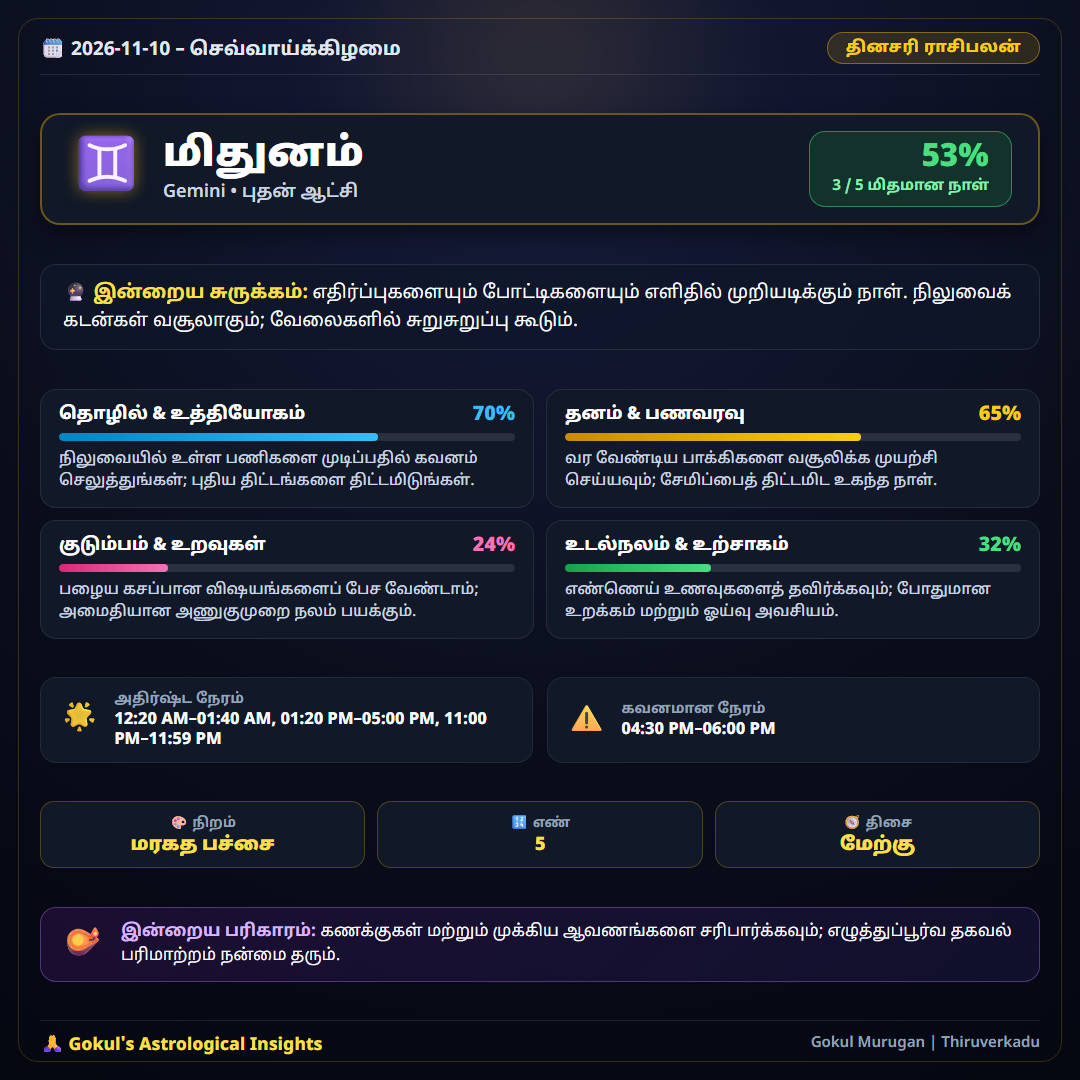 2026-11-10 – செவ்வாய்க்கிழமை
தினசரி ராசிபலன்
மிதுனம்
Gemini • புதன் ஆட்சி
53%
3 / 5 மிதமான நாள்
இன்றைய சுருக்கம்: எதிர்ப்புகளையும் போட்டிகளையும் எளிதில் முறியடிக்கும் நாள். நிலுவைக்
கடன்கள் வசூலாகும்; வேலைகளில் சுறுசுறுப்பு கூடும்.
தொழில் & உத்தியோகம் 70%
நிலுவையில் உள்ள பணிகளை முடிப்பதில் கவனம்
செலுத்துங்கள்; புதிய திட்டங்களை திட்டமிடுங்கள்.
தனம் & பணவரவு 65%
வர வேண்டிய பாக்கிகளை வசூலிக்க முயற்சி
செய்யவும்; சேமிப்பைத் திட்டமிட உகந்த நாள்.
குடும்பம் & உறவுகள் 24%
பழைய கசப்பான விஷயங்களைப் பேச வேண்டாம்;
அமைதியான அணுகுமுறை நலம் பயக்கும்.
உடல்நலம் & உற்சாகம் 32%
எண்ணெய் உணவுகளைத் தவிர்க்கவும்; போதுமான
உறக்கம் மற்றும் ஓய்வு அவசியம்.
அதிர்ஷ்ட நேரம்
12:20 AM–01:40 AM, 01:20 PM–05:00 PM, 11:00
PM–11:59 PM
கவனமான நேரம்
04:30 PM–06:00 PM
நிறம்
மரகத பச்சை
எண்
5
திசை
மேற்கு
இன்றைய பரிகாரம்: கணக்குகள் மற்றும் முக்கிய ஆவணங்களை சரிபார்க்கவும்; எழுத்துப்பூர்வ தகவல்
பரிமாற்றம் நன்மை தரும்.
Gokul's Astrological Insights
Gokul Murugan | Thiruverkadu